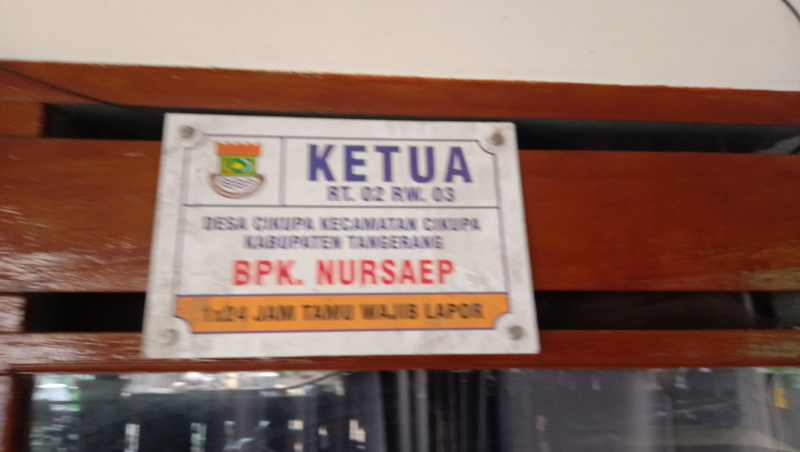 KETUA
RT. 02 RW. 03
DESA CIKUPA KECAMATAN CIKUPA
KABUPATEN TANGERANG
BPK. NURSAEP
1x24 JAM TAMU WAJIB LAPOR